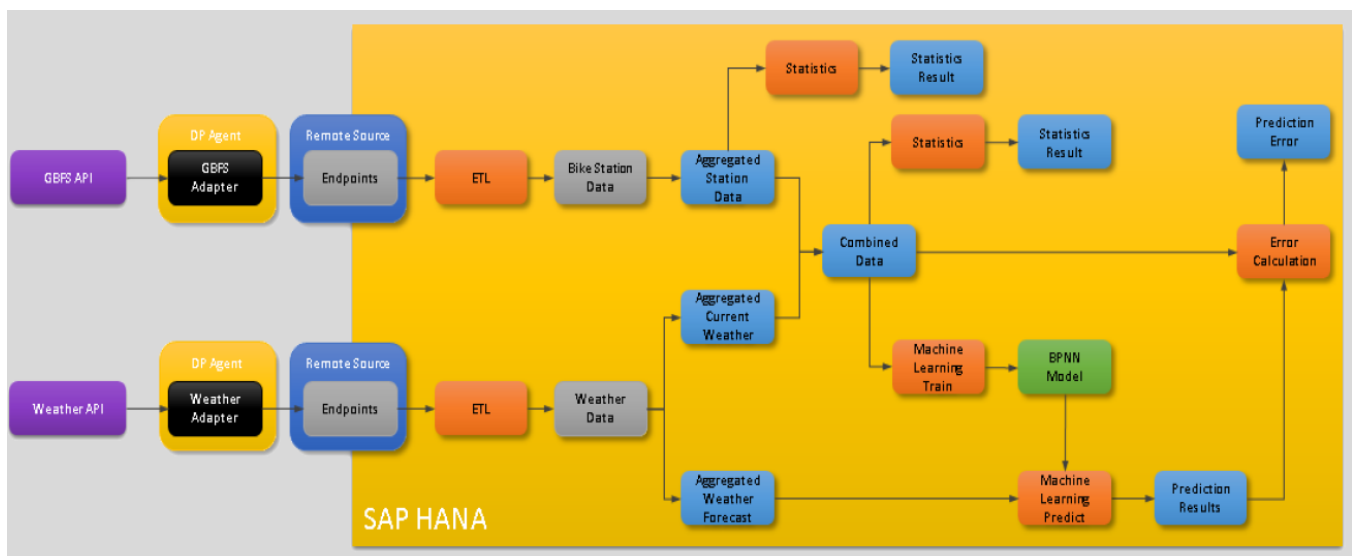 Statistics
Statistics
Result
DP Agent
Remote Source
Statistics
Statistics
Result
Prediction
Error
GBFS API
GBFS
Adapter
Endpoints
ETL
Bike Station
Data
Aggregated
Station
Data
Combined
Data
Error
Calculation
Aggregated
Current
Weather
DP Agent
Remote Source
Machine
Learning
Train
BPNN
Model
Weather API
Weather
Adapter
Endpoints
ETL
Weather
Data
Aggregated
Weather
Forecast
Machine
Learning
Predict
Prediction
Results
SAP HANA